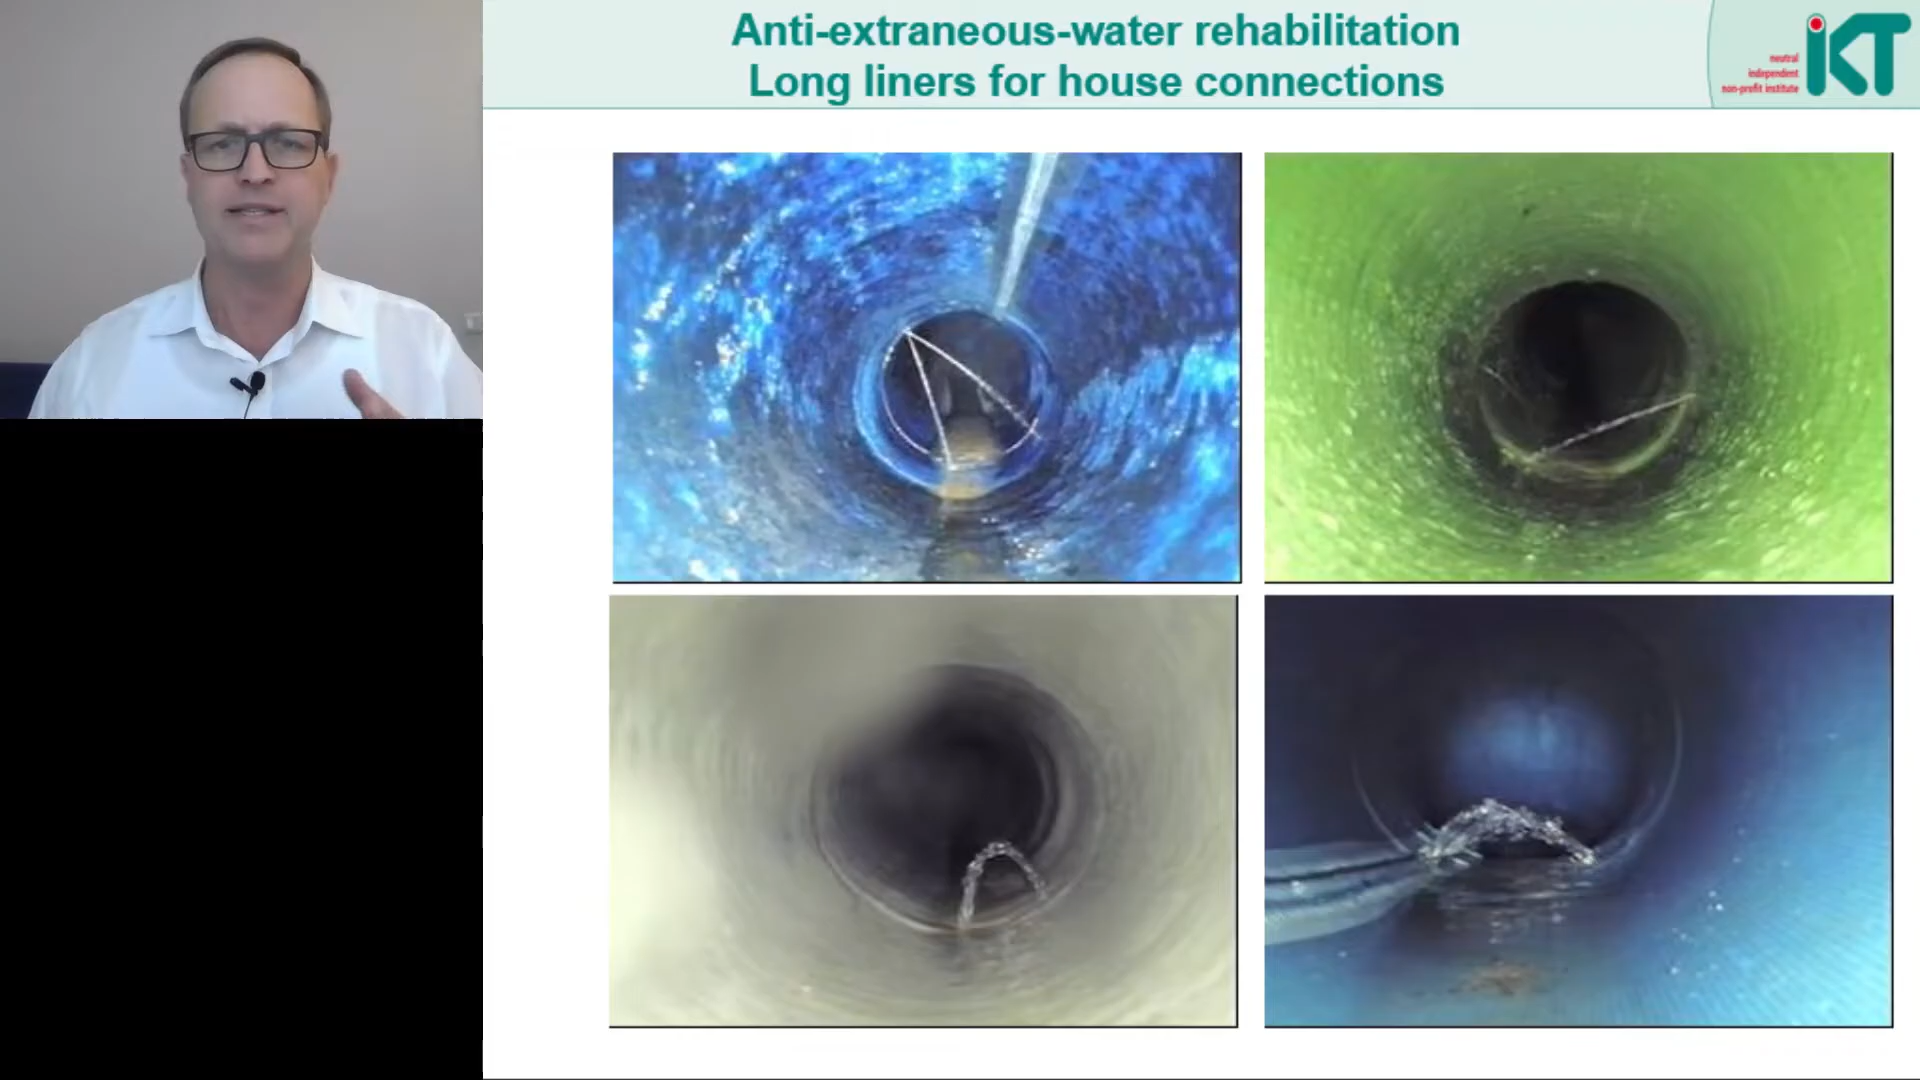 Anti-extraneous-water rehabilitation
Long liners for house connections
neutral
independent
non-profit institute
iKT